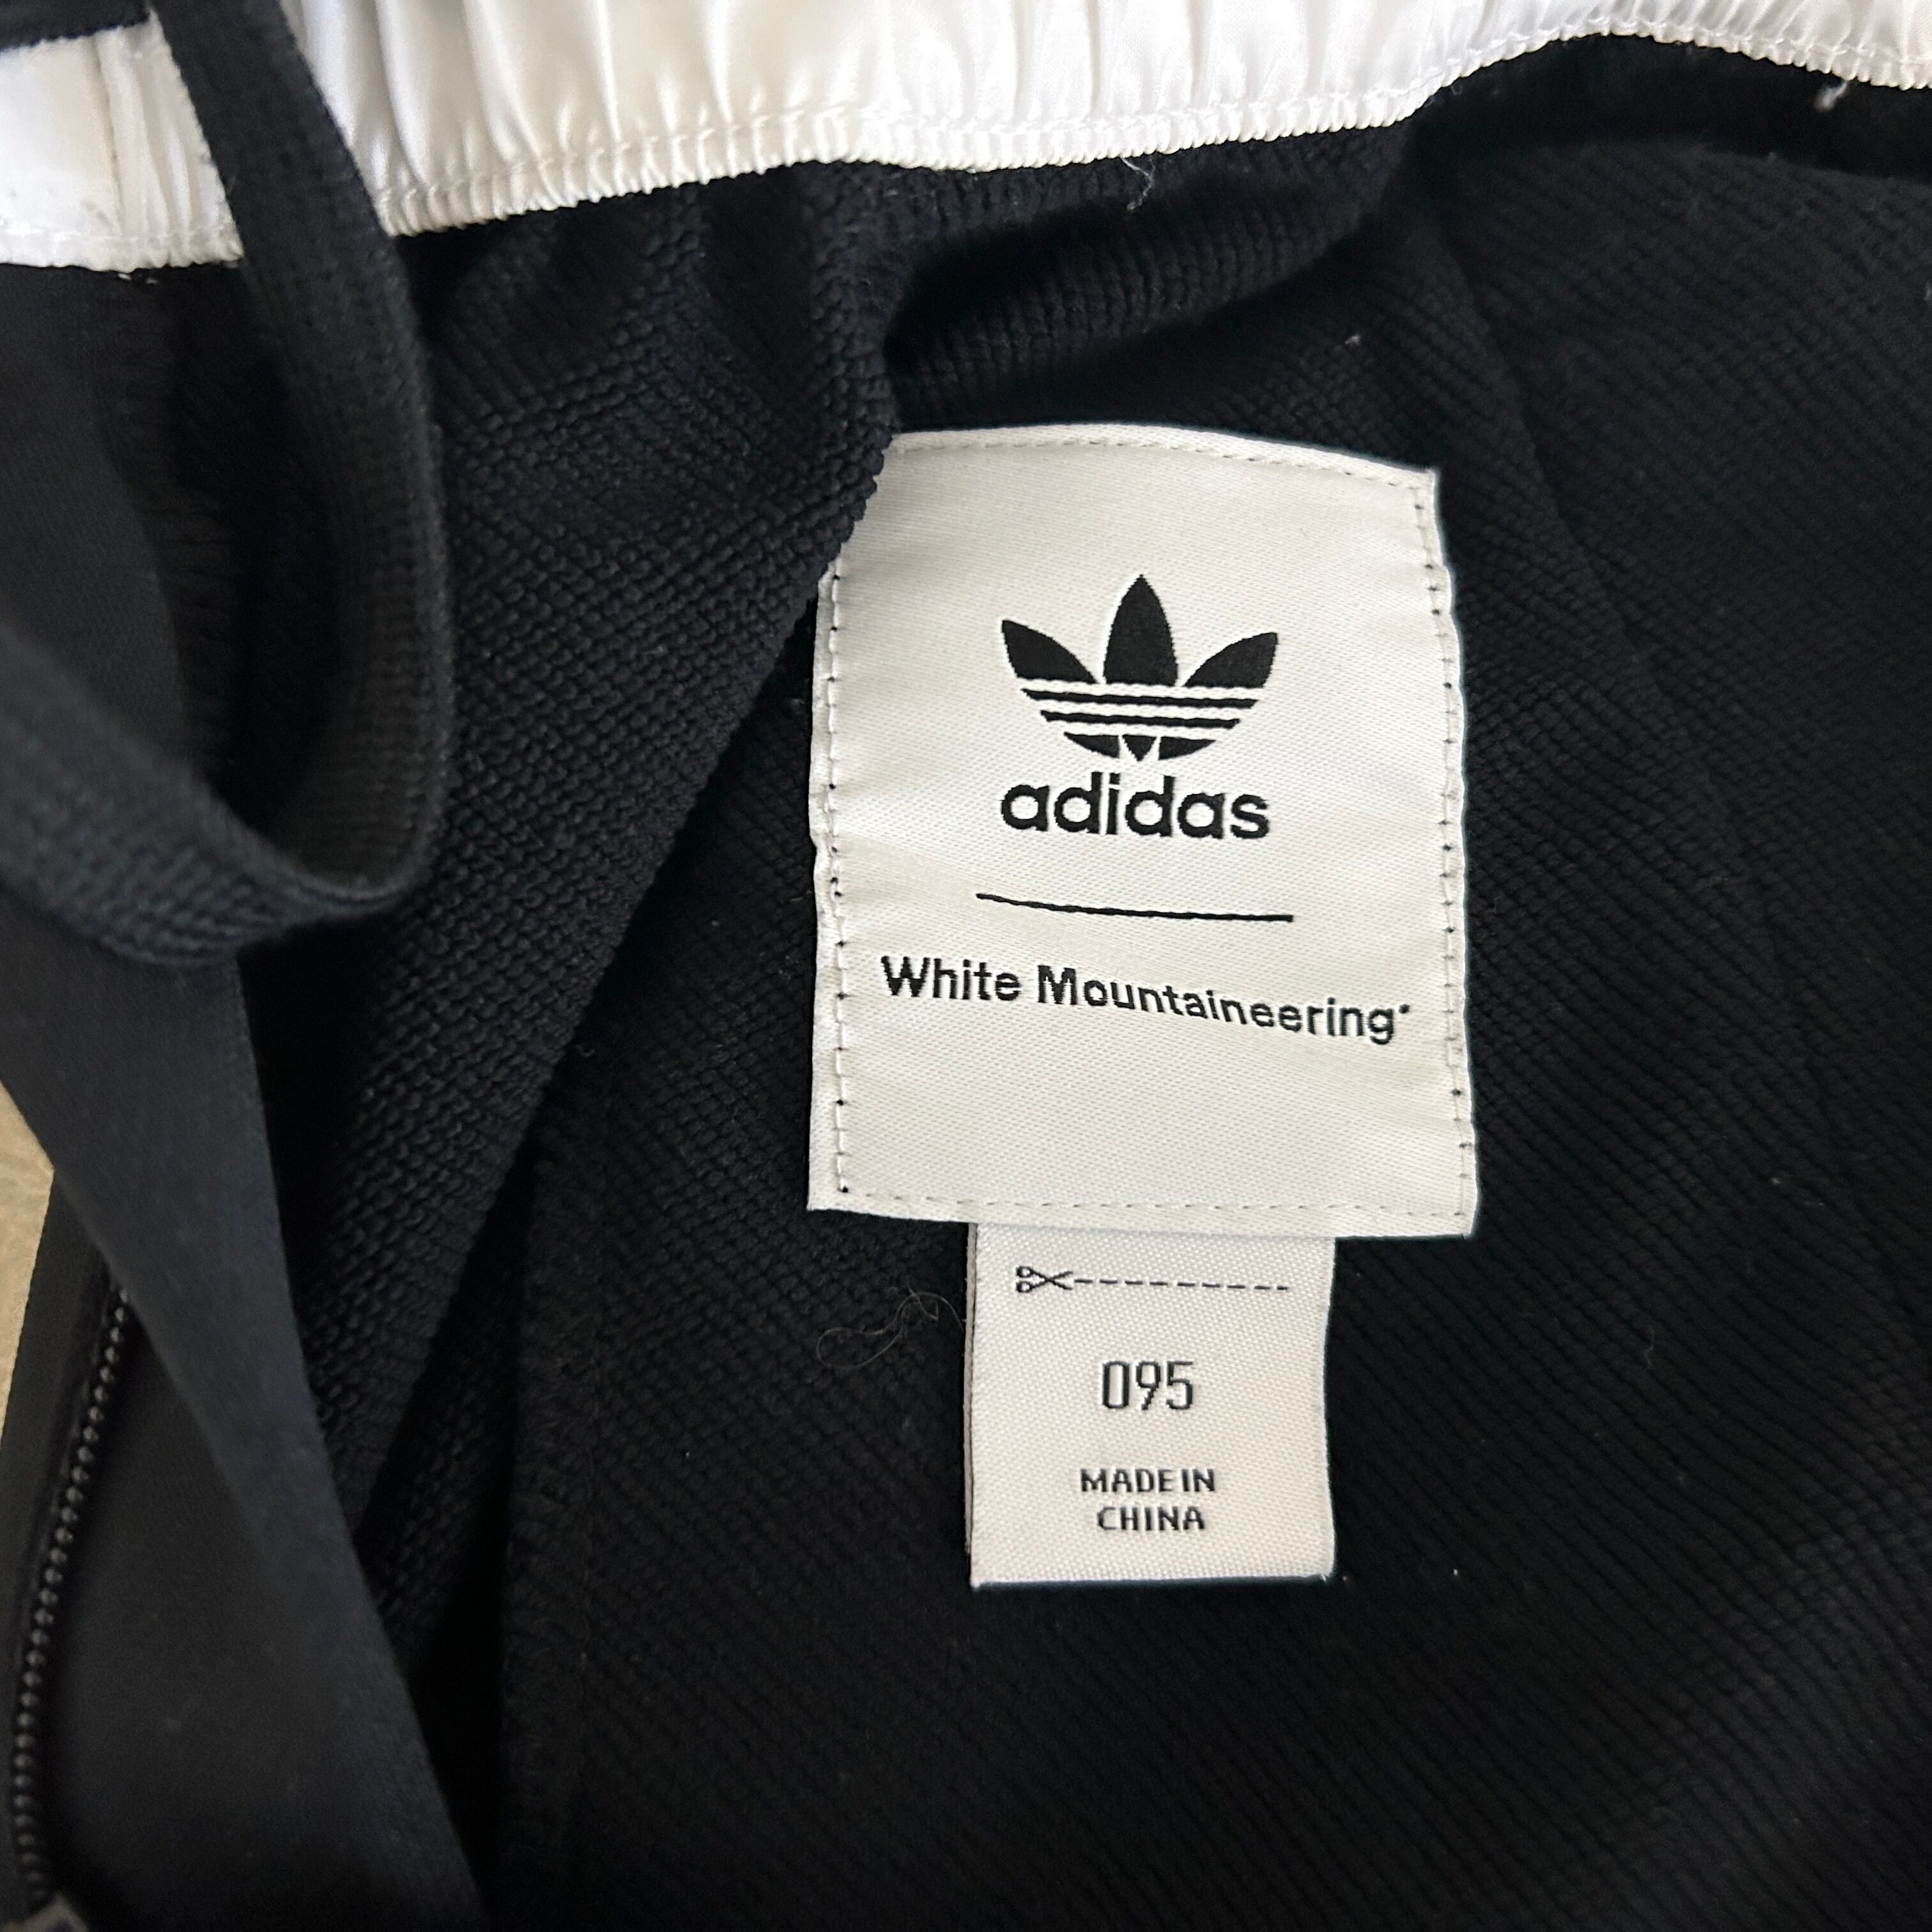 adidas
White Mountaineering
095
MADE IN
CHINA